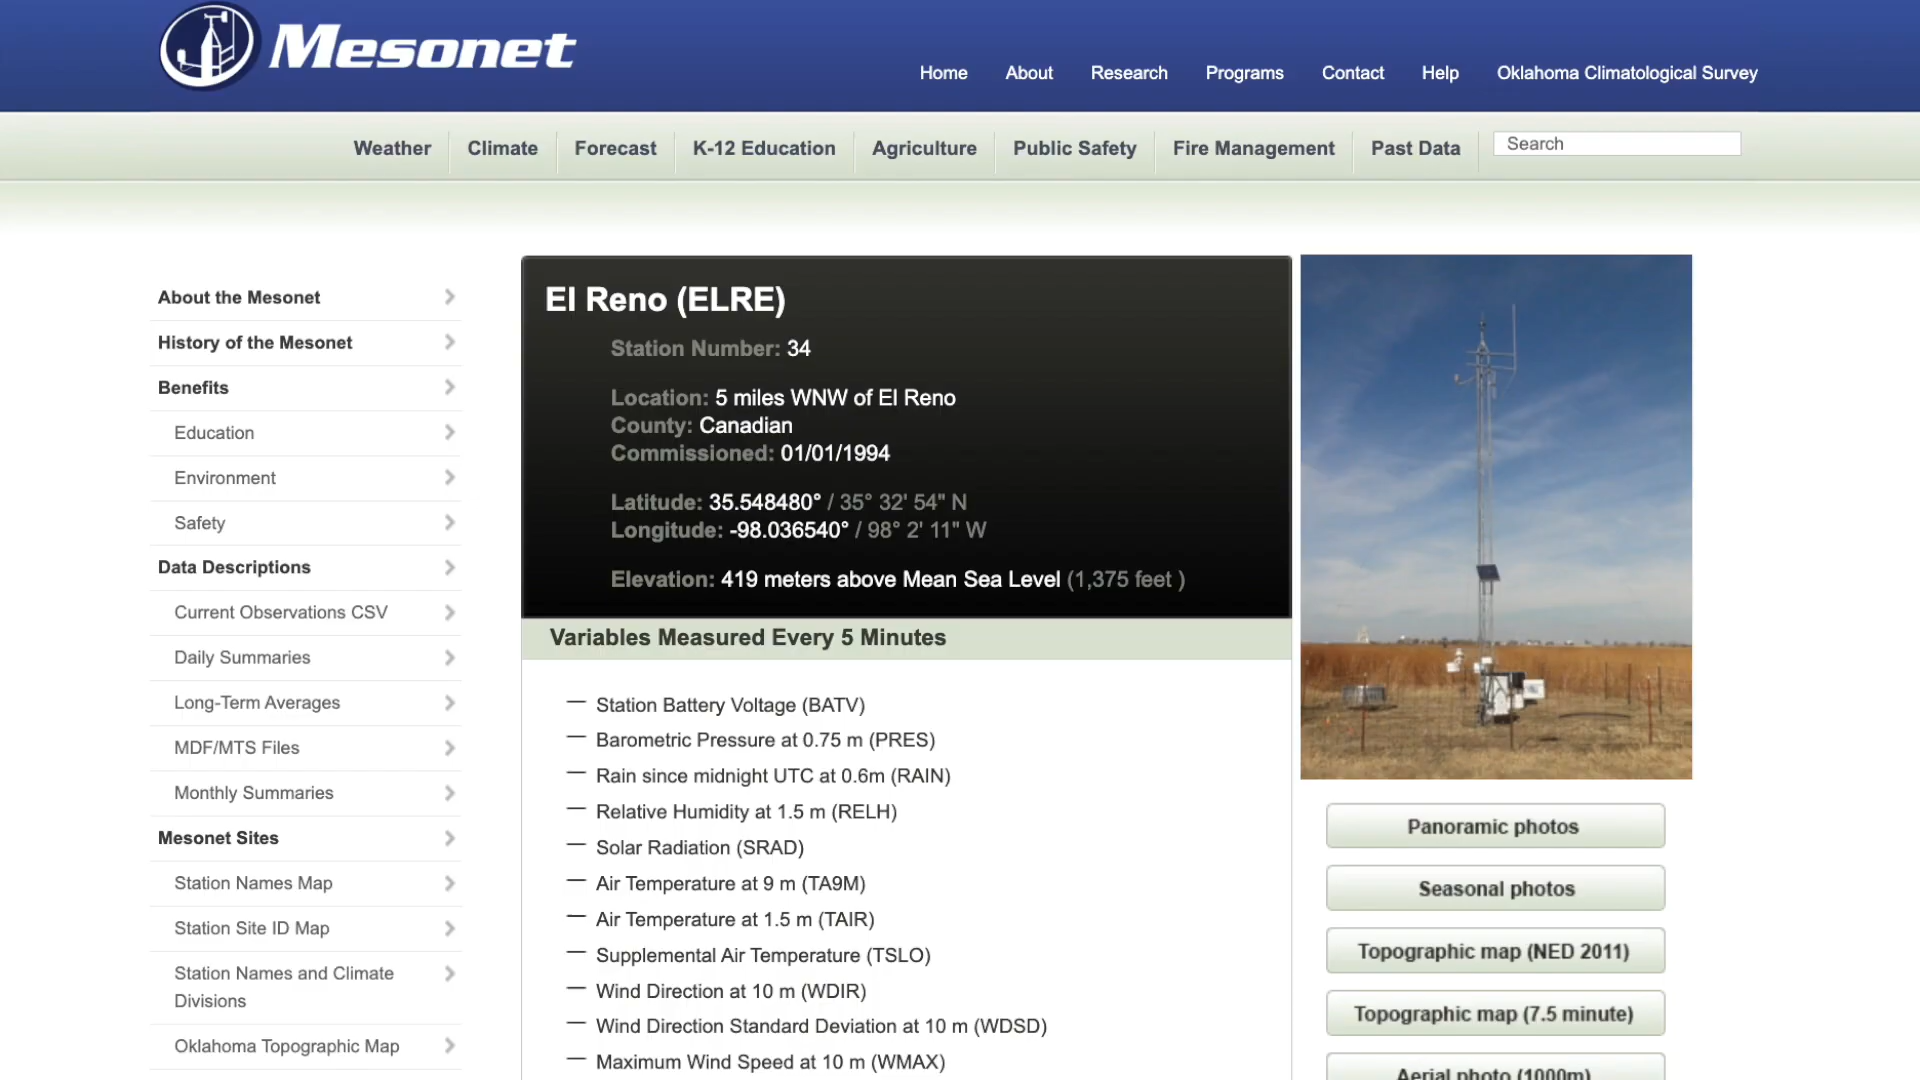 Mesonet
Home About Research Programs Contact Help Oklahoma Climatological Survey
Weather Climate Forecast K-12 Education Agriculture Public Safety Fire Management Past Data Search
About the Mesonet
History of the Mesonet
Benefits
Education
Environment
Safety
Data Descriptions
Current Observations CSV
Daily Summaries
Long-Term Averages
MDF/MTS Files
Monthly Summaries
Mesonet Sites
Station Names Map
Station Site ID Map
Station Names and Climate
Divisions
Oklahoma Topographic Map
El Reno (ELRE)
Station Number: 34
Location: 5 miles WNW of El Reno
County: Canadian
Commissioned: 01/01/1994
Latitude: 35.548480° / 35° 32' 54" N
Longitude: -98.036540° / 98° 2' 11" W
Elevation: 419 meters above Mean Sea Level (1,375 feet )
Variables Measured Every 5 Minutes
— Station Battery Voltage (BATV)
— Barometric Pressure at 0.75 m (PRES)
— Rain since midnight UTC at 0.6m (RAIN)
— Relative Humidity at 1.5 m (RELH)
— Solar Radiation (SRAD)
— Air Temperature at 9 m (TA9M)
— Air Temperature at 1.5 m (TAIR)
— Supplemental Air Temperature (TSLO)
— Wind Direction at 10 m (WDIR)
— Wind Direction Standard Deviation at 10 m (WDSD)
— Maximum Wind Speed at 10 m (WMAX)
Panoramic photos
Seasonal photos
Topographic map (NED 2011)
Topographic map (7.5 minute)
Aerial photo (1000m)